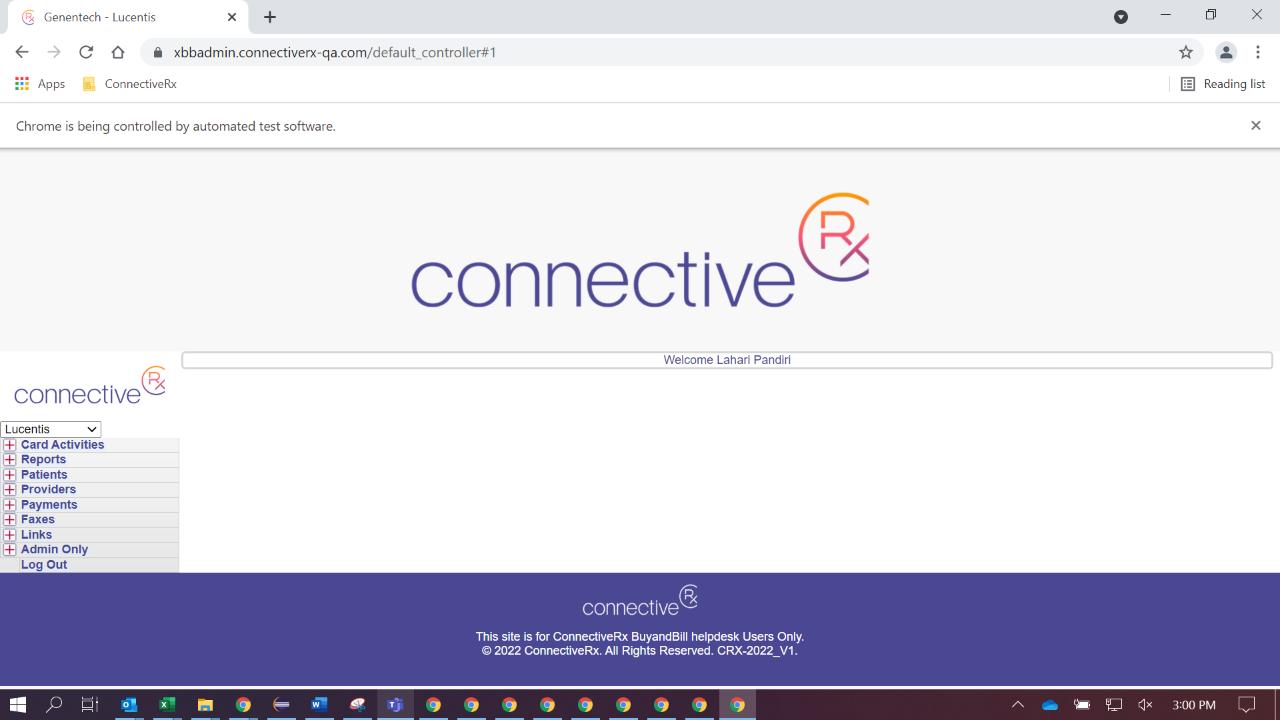 Genentech - Lucentis
xbbadmin.connectiverx-qa.com/default_controller#1
Apps
ConnectiveRx
Reading list
Chrome is being controlled by automated test software.
connective Rx
Welcome Lahari Pandiri
connective Rx
Lucentis
Card Activities
Reports
Patients
Providers
Payments
Faxes
Links
Admin Only
Log Out
connective Rx
This site is for ConnectiveRx BuyandBill helpdesk Users Only.
© 2022 ConnectiveRx. All Rights Reserved. CRX-2022_V1.
3:00 PM